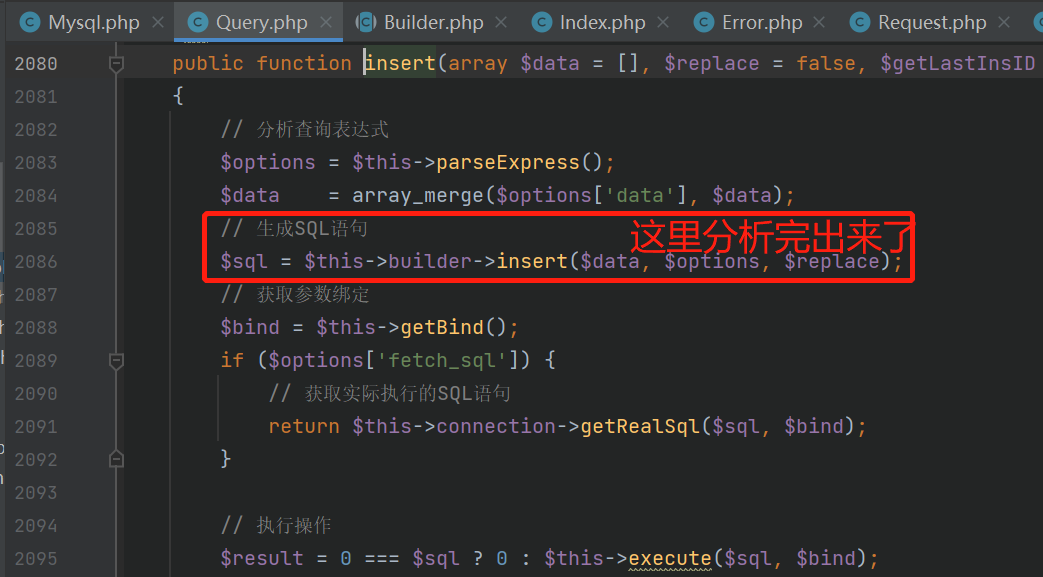 Mysql.php Query.php Builder.php Index.php Error.php Request.php
2080 public function insert(array $data = [], $replace = false, $getLastInsID
2081 {
2082 // 分析查询表达式
2083 $options = $this->parseExpress();
2084 $data = array_merge($options['data'], $data);
2085 // 生成SQL语句 这里分析完出来了
2086 $sql = $this->builder->insert($data, $options, $replace);
2087 // 获取参数绑定
2088 $bind = $this->getBind();
2089 if ($options['fetch_sql']) {
2090 // 获取实际执行的SQL语句
2091 return $this->connection->getRealSql($sql, $bind);
2092 }
2093
2094 // 执行操作
2095 $result = 0 === $sql ? 0 : $this->execute($sql, $bind);